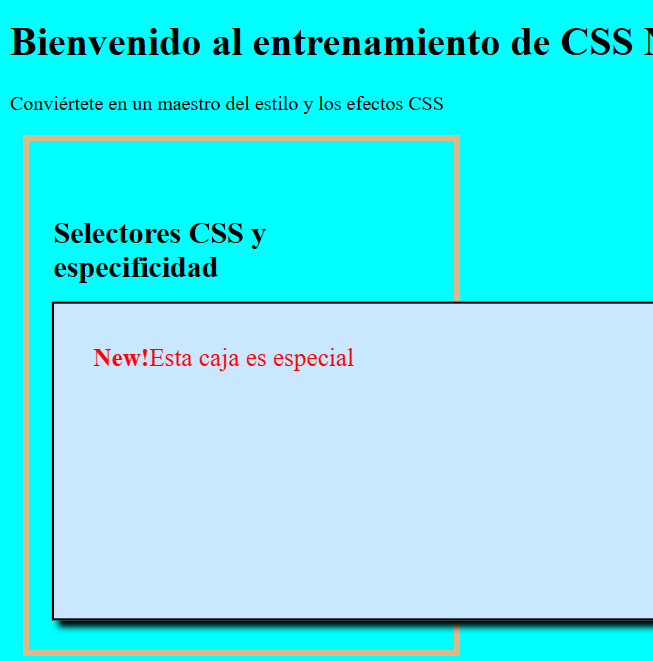 Bienvenido al entrenamiento de CSS
Conviértete en un maestro del estilo y los efectos CSS
Selectores CSS y
especificidad
New!Esta caja es especial